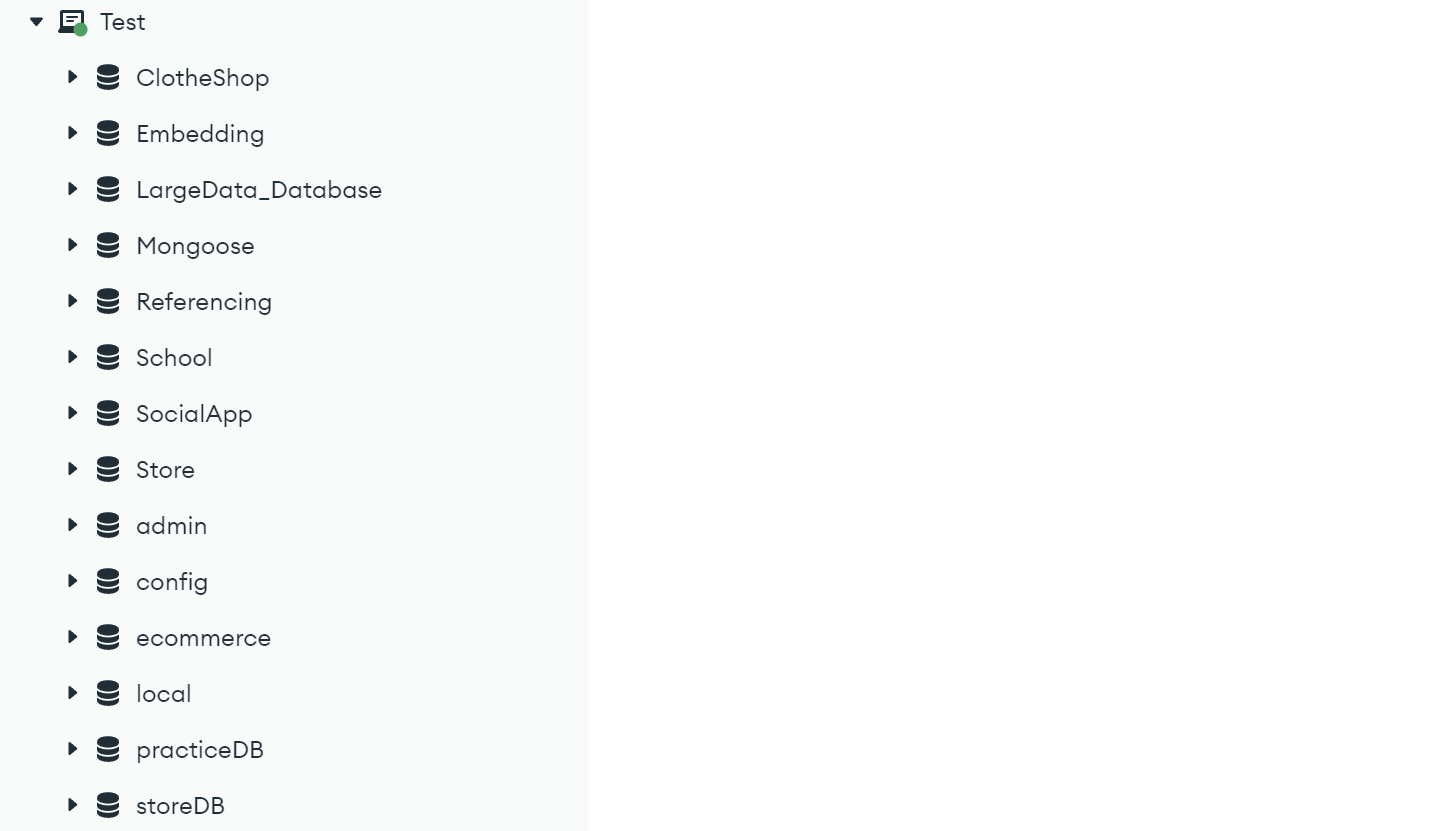 Test
ClotheShop
Embedding
LargeData_Database
Mongoose
Referencing
School
SocialApp
Store
admin
config
ecommerce
local
practiceDB
storeDB